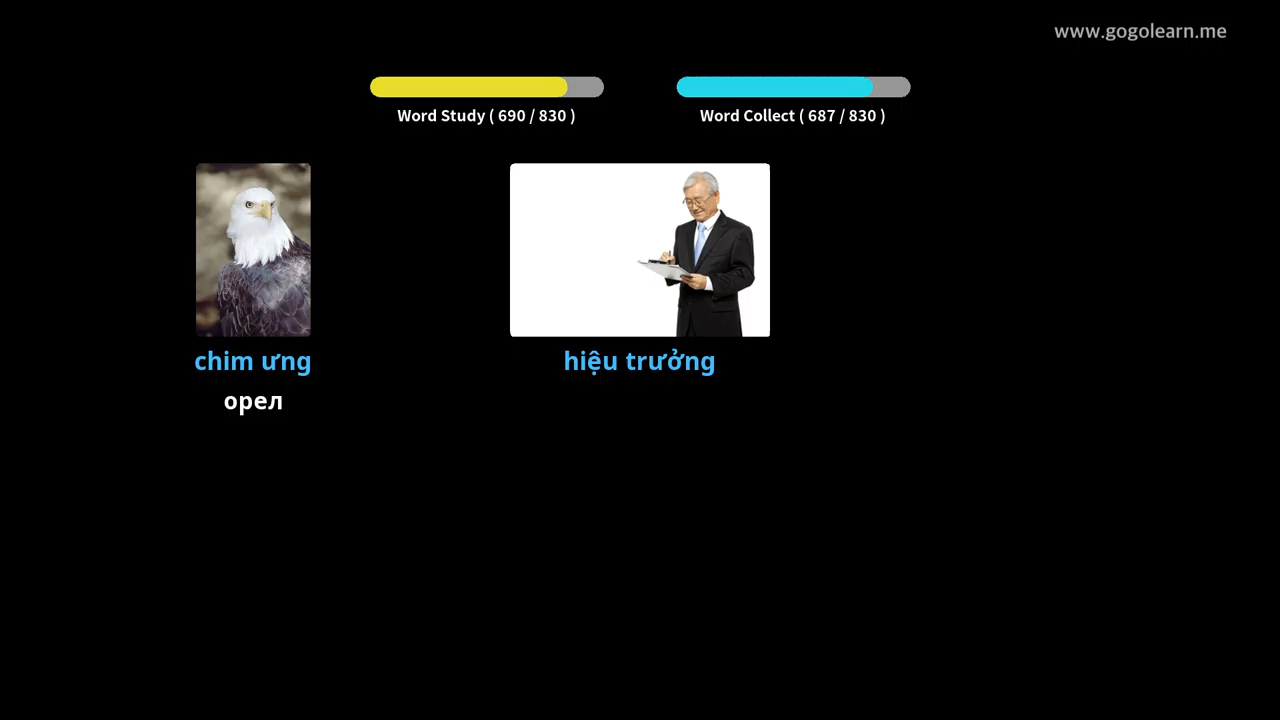 www.gogolearn.me
Word Study ( 690 / 830 )
Word Collect ( 687 / 830 )
chim ưng
hiệu trưởng
орел